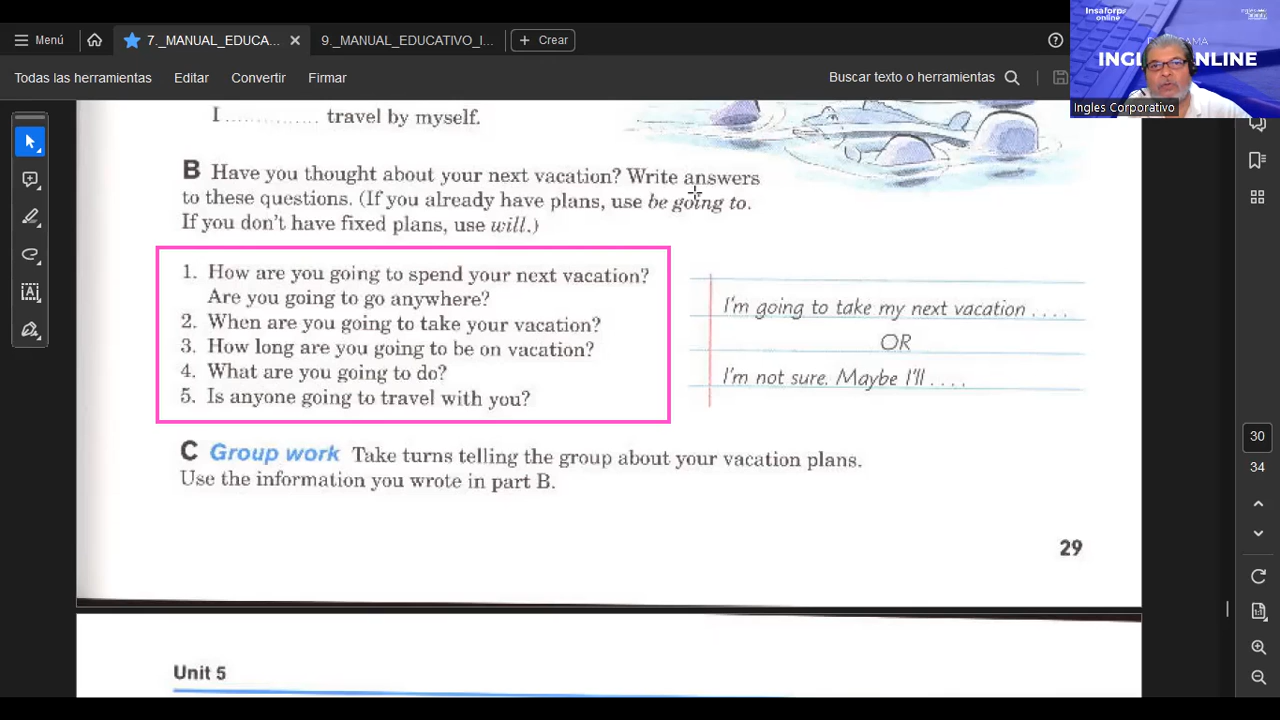 Menú
7._MANUAL_EDUCA...
9._MANUAL_EDUCATIVO_I...
Crear
Insaforp
online
INGL
NLINE
Ingles Corporativo
Todas las herramientas
Editar
Convertir
Firmar
Buscar texto o herramientas
I .............. travel by myself.
B Have you thought about your next vacation? Write answers
to these questions. (If you already have plans, use be going to.
If you don't have fixed plans, use will.)
1. How are you going to spend your next vacation?
Are you going to go anywhere?
2. When are you going to take your vacation?
3. How long are you going to be on vacation?
4. What are you going to do?
5. Is anyone going to travel with you?
I'm going to take my next vacation . . . .
OR
I'm not sure. Maybe I'll . . . .
C Group work Take turns telling the group about your vacation plans.
Use the information you wrote in part B.
29
Unit 5
30
34